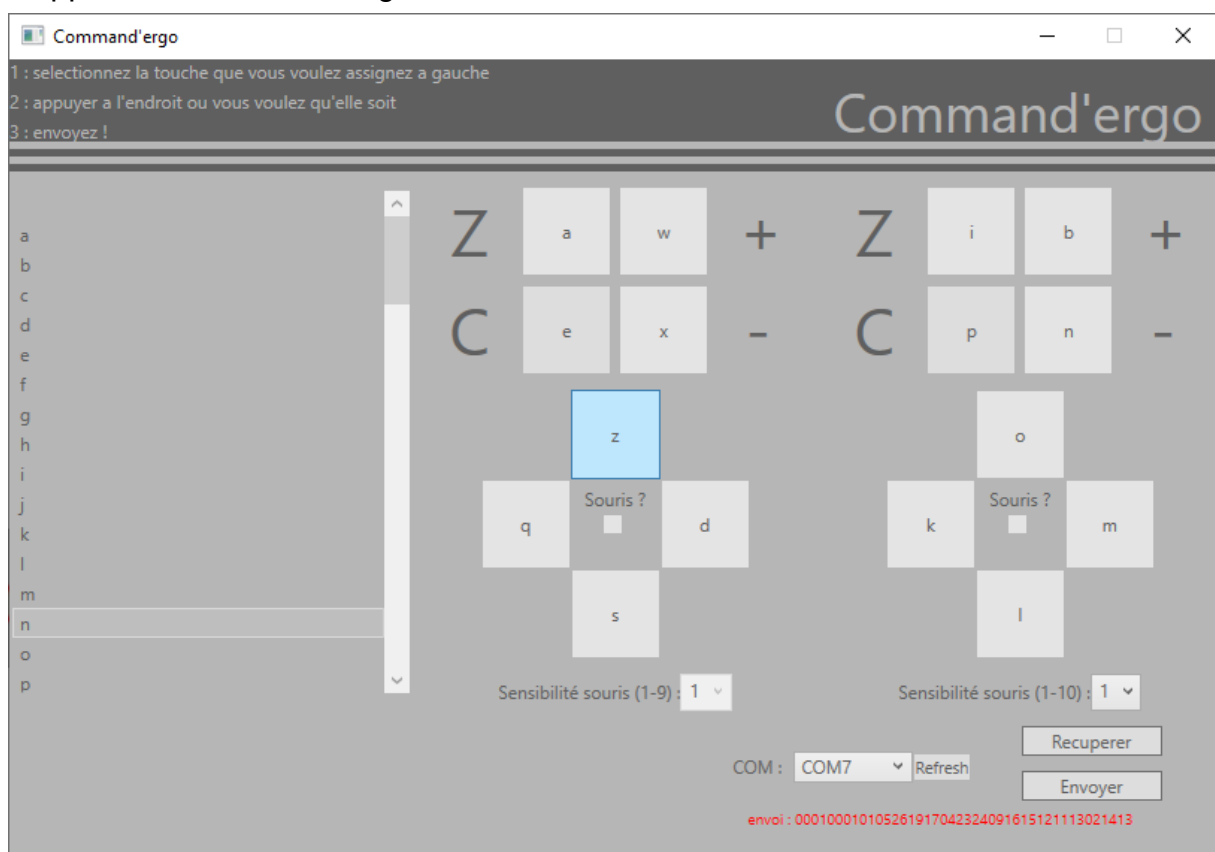 Command'ergo
1 : selectionnez la touche que vous voulez assignez a gauche
2 : appuyer a l'endroit ou vous voulez qu'elle soit
3 : envoyez !
Command'ergo
a
b
c
d
e
f
g
h
i
j
k
l
m
n
o
p
Z a w + Z i b +
C e x - C p n -
z o
Souris ? Souris ?
q d k m
s l
Sensibilité souris (1-9) : 1 Sensibilité souris (1-10) : 1
Recuperer
COM : COM7 Refresh
Envoyer
envoi : 000100010105261917042324091615121113021413